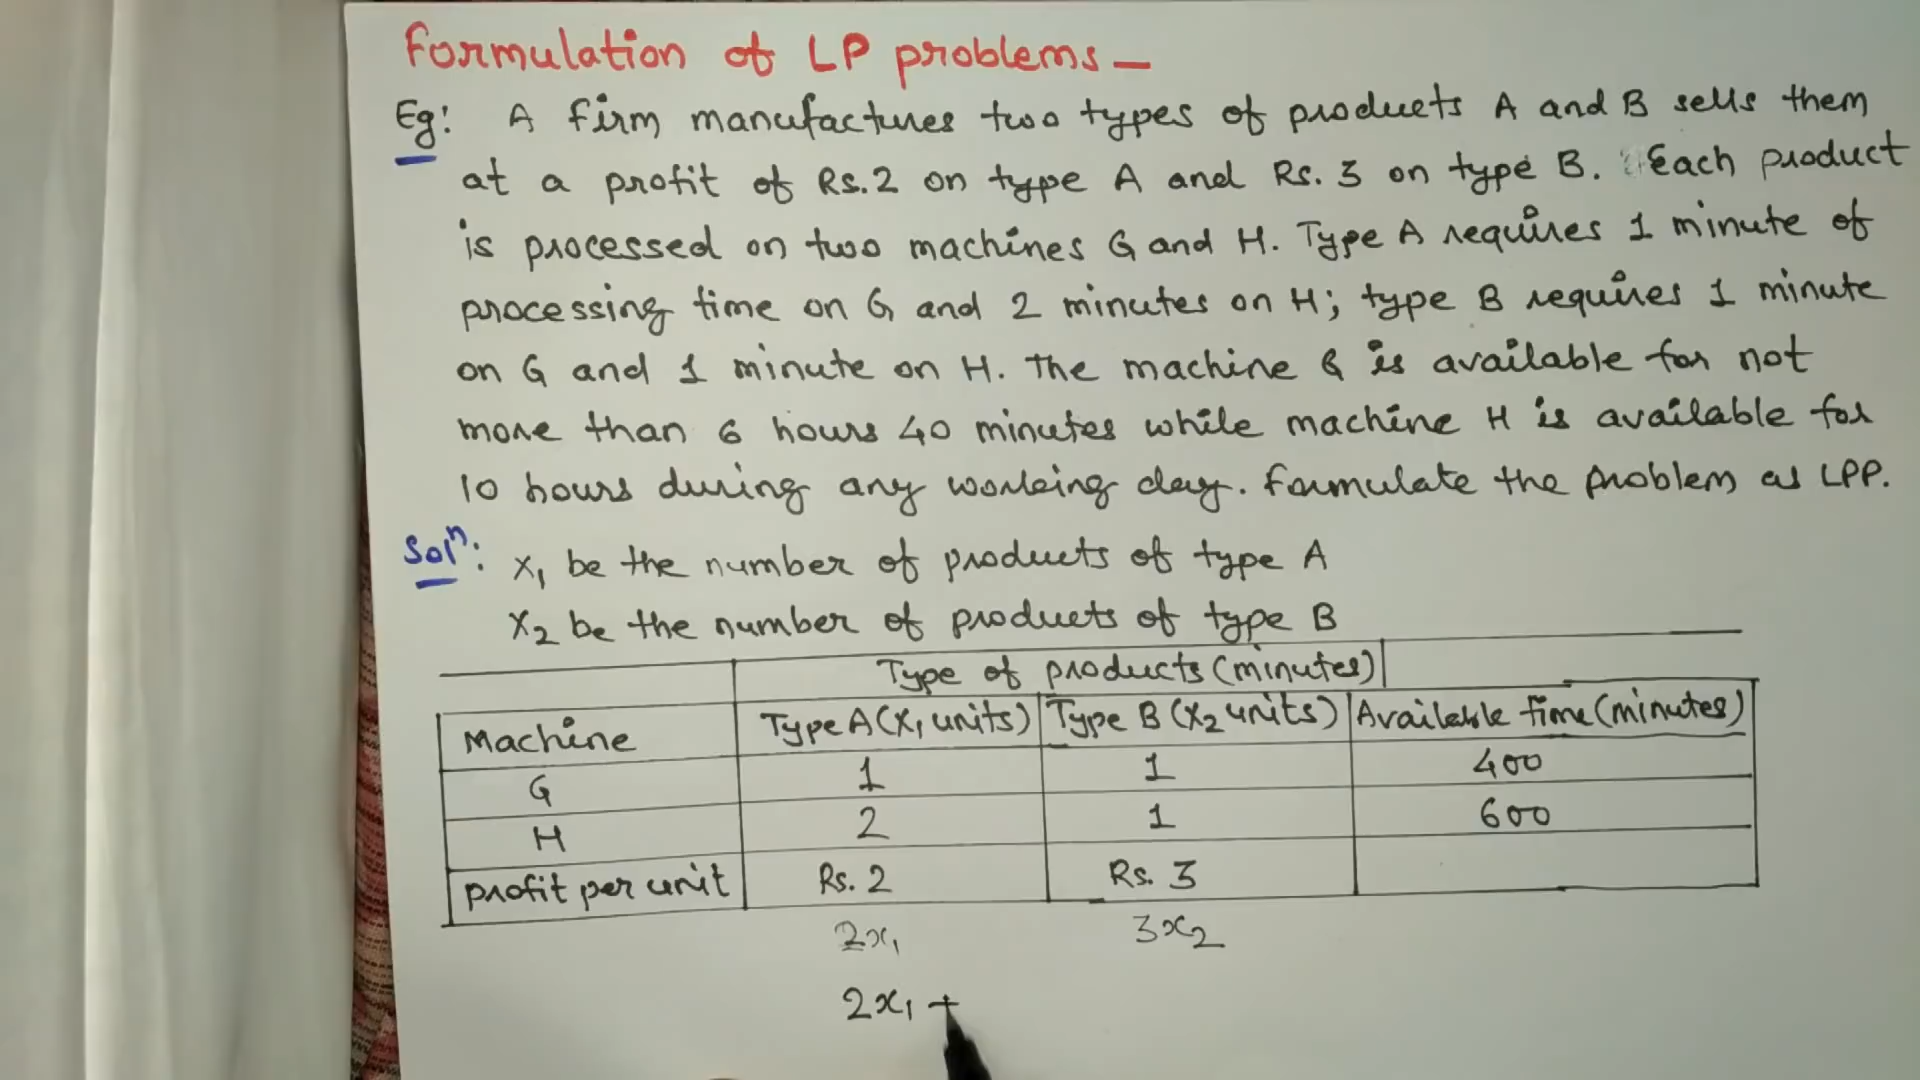 Formulation of LP problems -
Eg: A firm manufactures two types of products A and B sells them
at a profit of Rs.2 on type A and Rs. 3 on type B. Each product
is processed on two machines G and H. Type A requires 1 minute of
processing time on G and 2 minutes on H; type B requires 1 minute
on G and 1 minute on H. The machine G is available for not
more than 6 hours 40 minutes while machine H is available for
10 hours during any working day. formulate the problem as LPP.
Solⁿ: X₁ be the number of products of type A
X₂ be the number of products of type B
Type of products (minutes)
Machine Type A (X₁ units) Type B (X₂ units) Available time (minutes)
G 1 1 400
H 2 1 600
profit per unit Rs. 2 Rs. 3
2x₁ 3x₂
2x₁ +